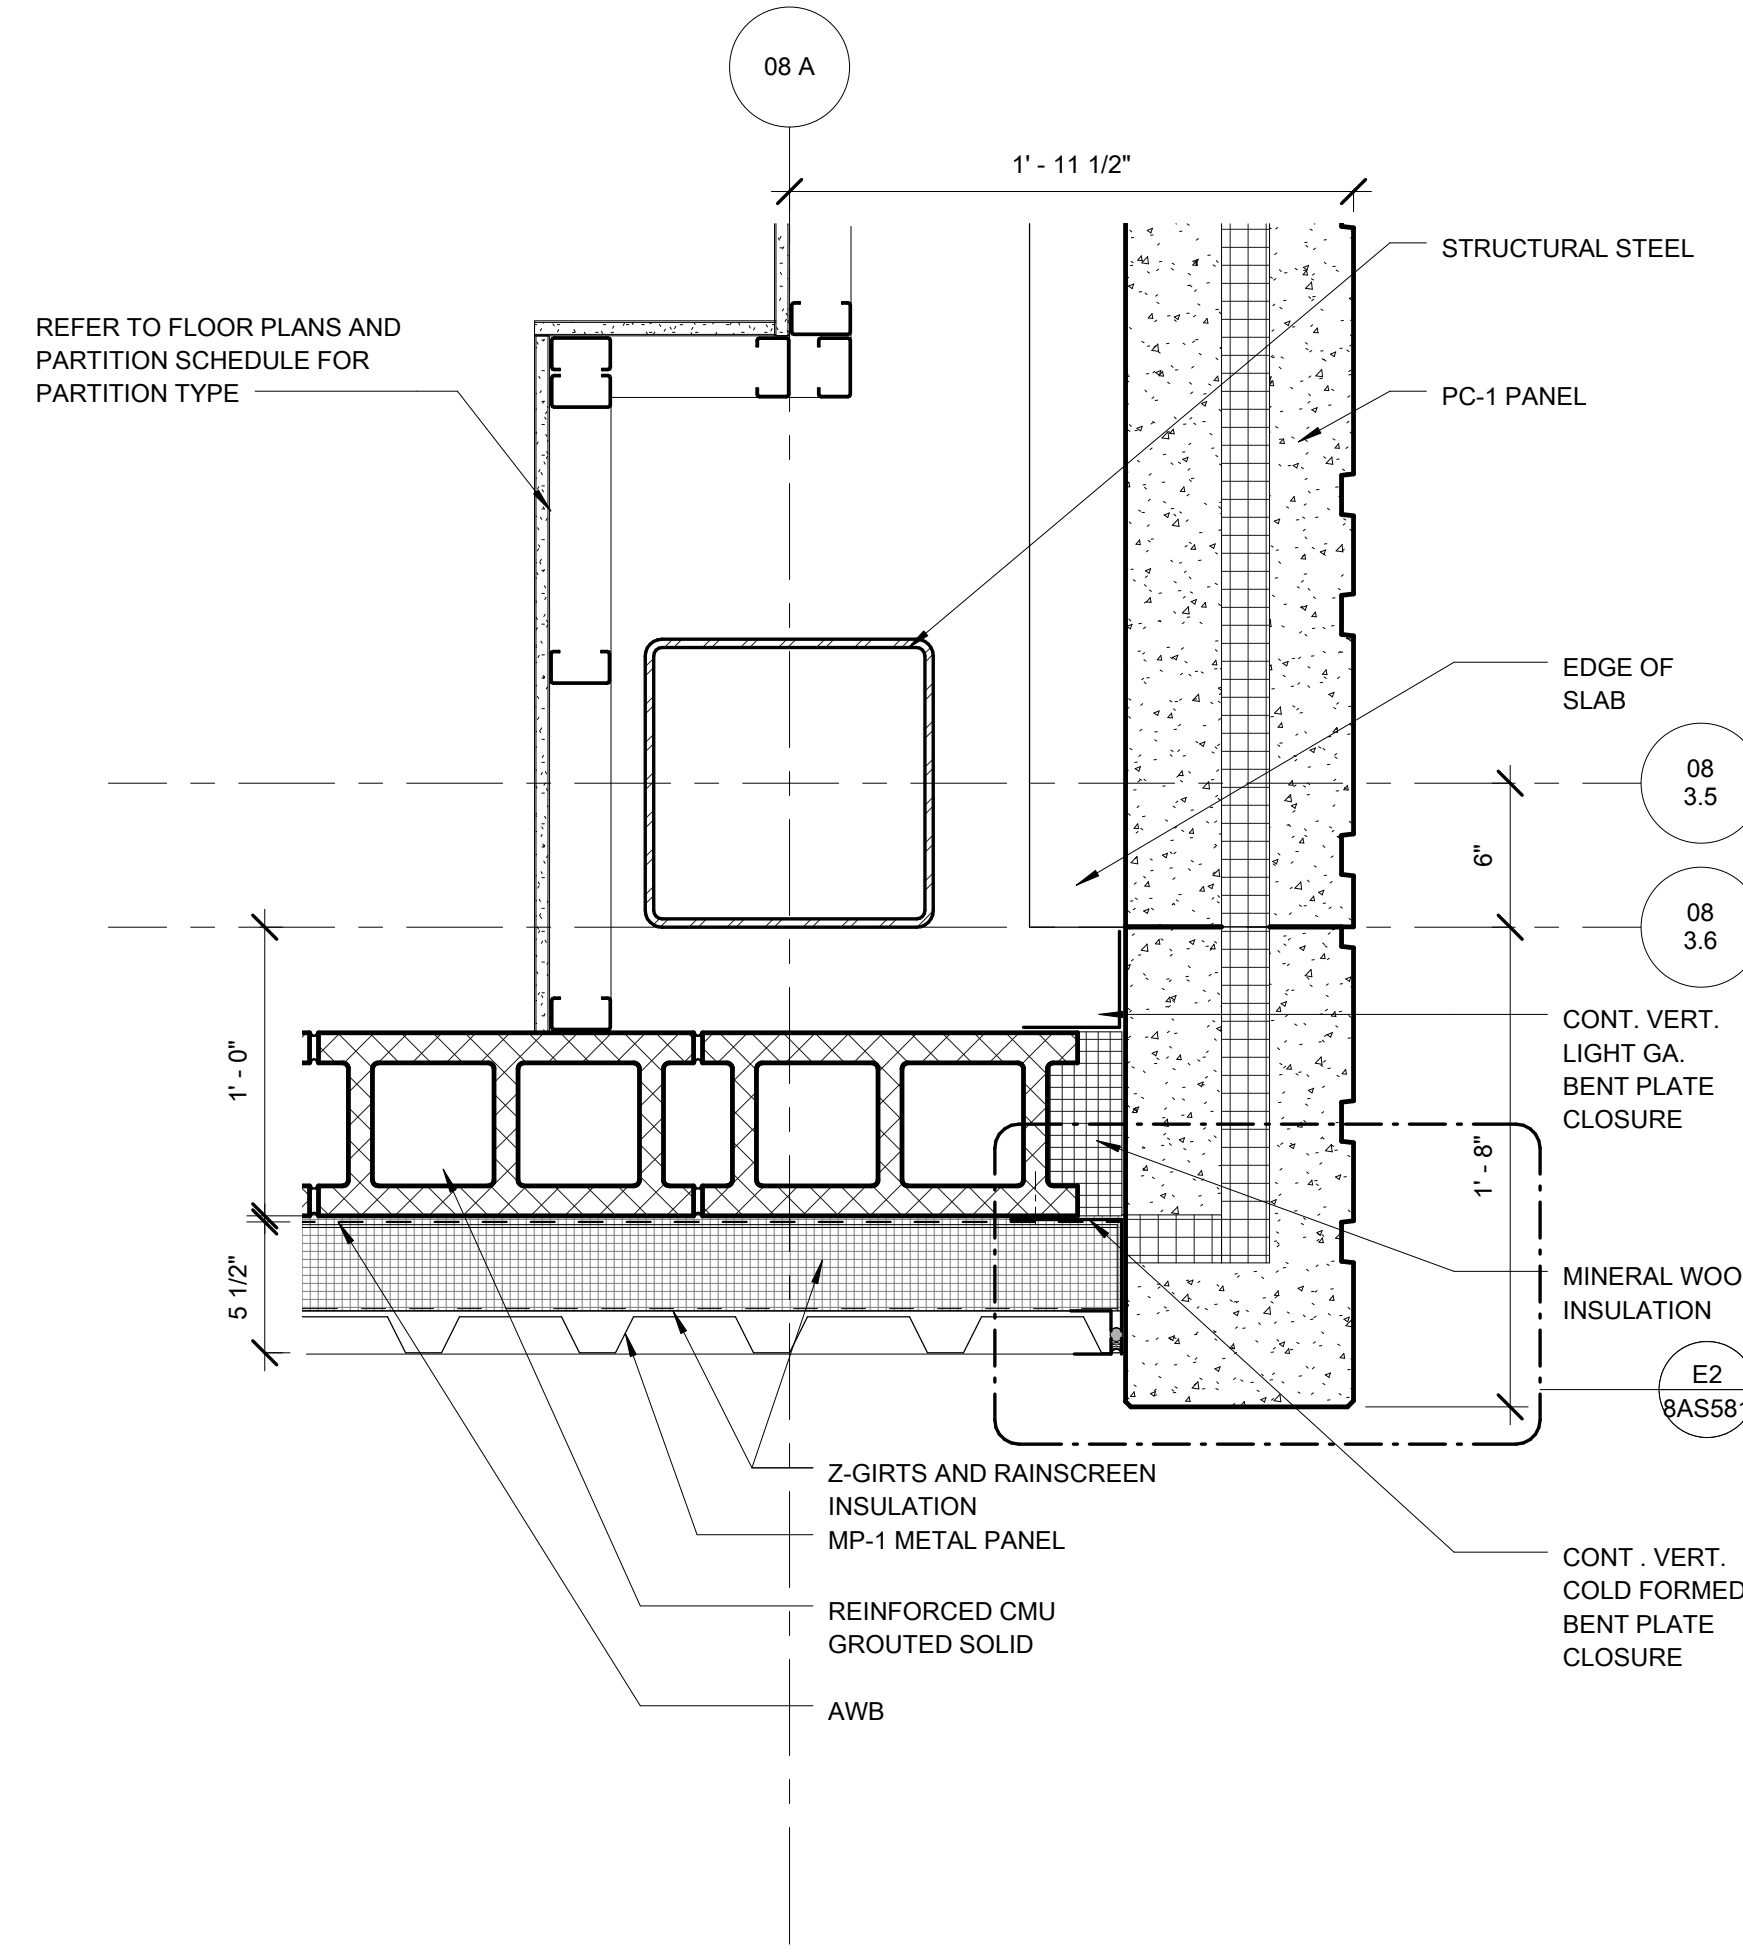 08 A
1' - 11 1/2"
STRUCTURAL STEEL
REFER TO FLOOR PLANS AND
PARTITION SCHEDULE FOR
PARTITION TYPE
PC-1 PANEL
EDGE OF
SLAB
08
3.5
6"
08
3.6
1' - 0"
CONT. VERT.
LIGHT GA.
BENT PLATE
CLOSURE
1' - 8"
5 1/2"
MINERAL WOO
INSULATION
E2
8AS581
Z-GIRTS AND RAINSCREEN
INSULATION
MP-1 METAL PANEL
CONT . VERT.
COLD FORMED
BENT PLATE
CLOSURE
REINFORCED CMU
GROUTED SOLID
AWB